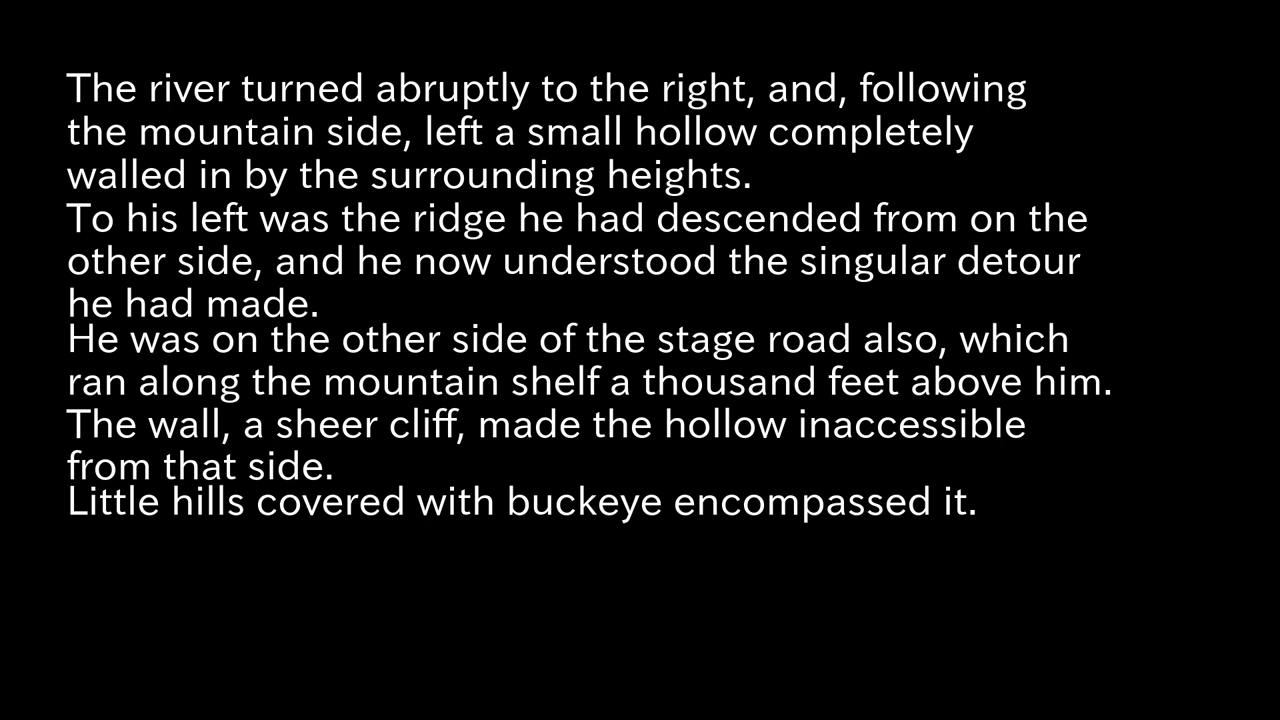 The river turned abruptly to the right, and, following
the mountain side, left a small hollow completely
walled in by the surrounding heights.
To his left was the ridge he had descended from on the
other side, and he now understood the singular detour
he had made.
He was on the other side of the stage road also, which
ran along the mountain shelf a thousand feet above him.
The wall, a sheer cliff, made the hollow inaccessible
from that side.
Little hills covered with buckeye encompassed it.